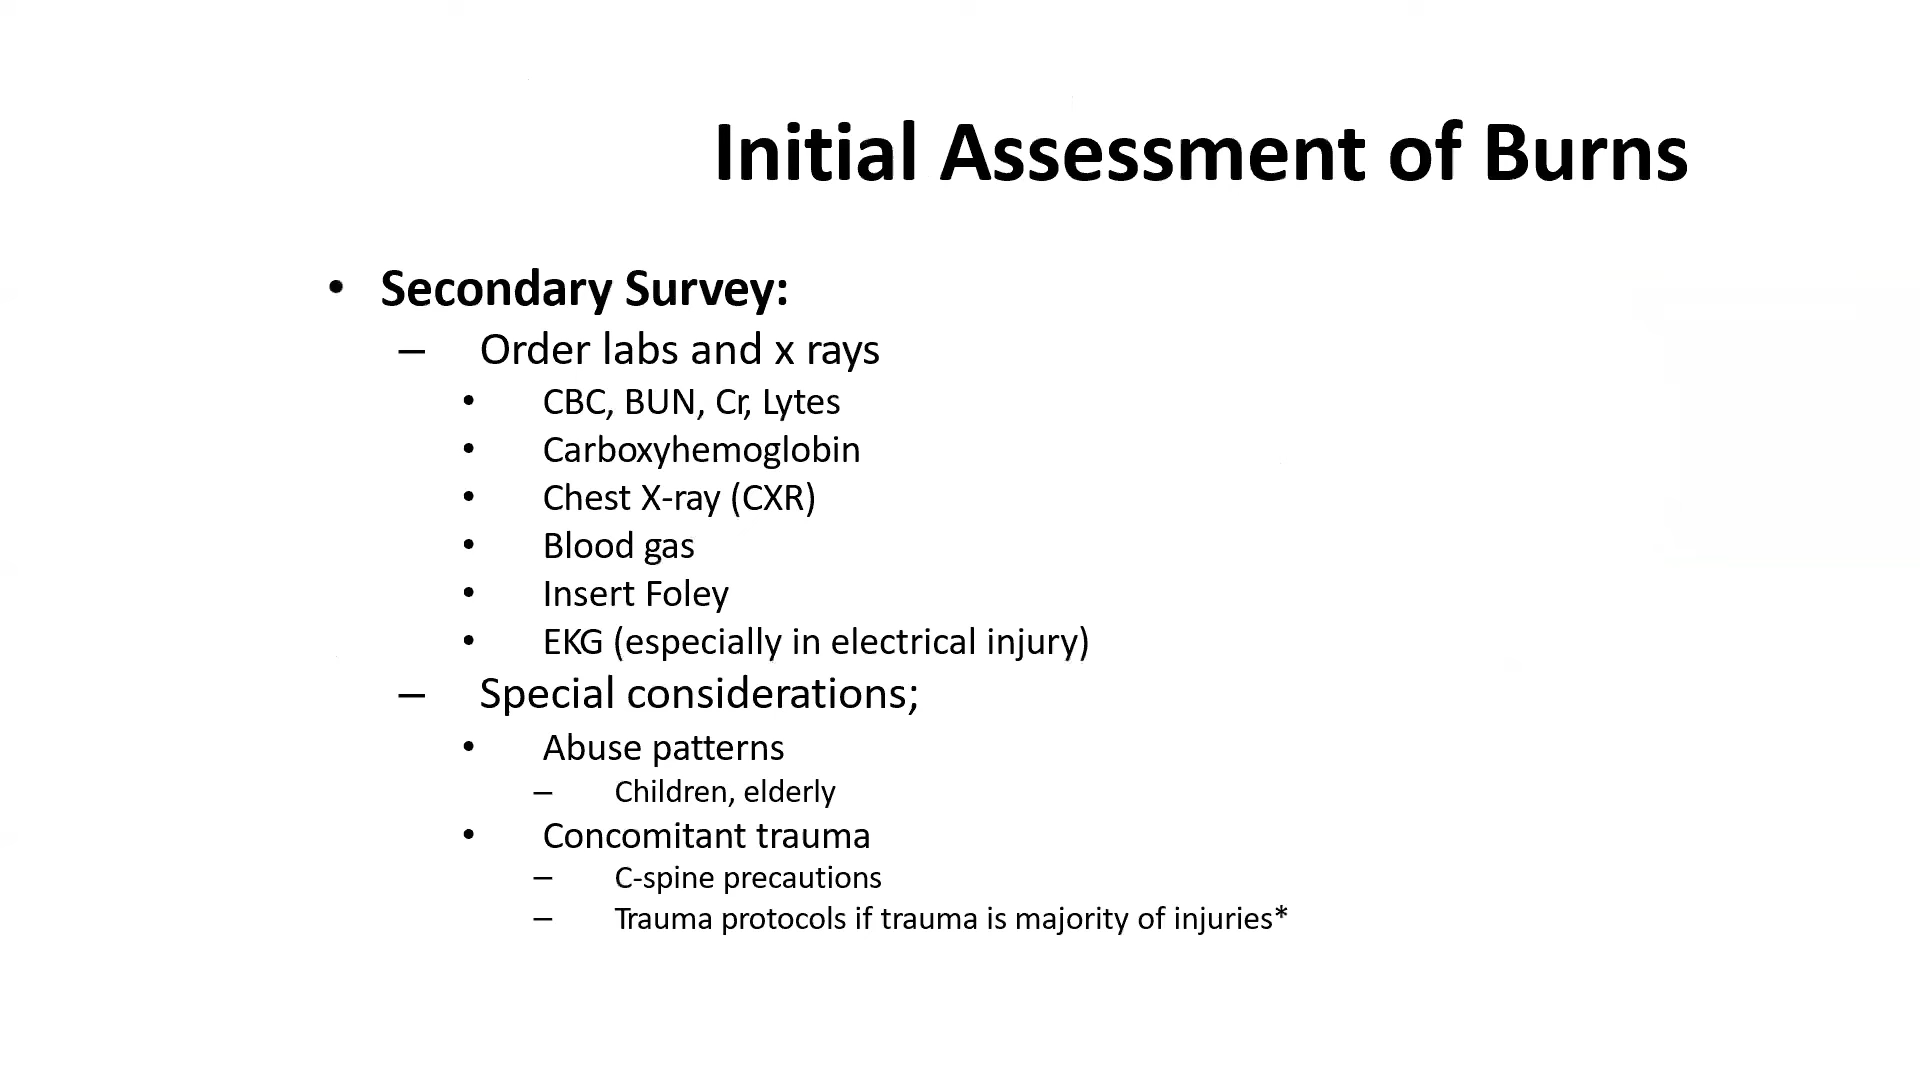 Initial Assessment of Burns
• Secondary Survey:
– Order labs and x rays
• CBC, BUN, Cr, Lytes
• Carboxyhemoglobin
• Chest X-ray (CXR)
• Blood gas
• Insert Foley
• EKG (especially in electrical injury)
– Special considerations;
• Abuse patterns
– Children, elderly
• Concomitant trauma
– C-spine precautions
– Trauma protocols if trauma is majority of injuries*